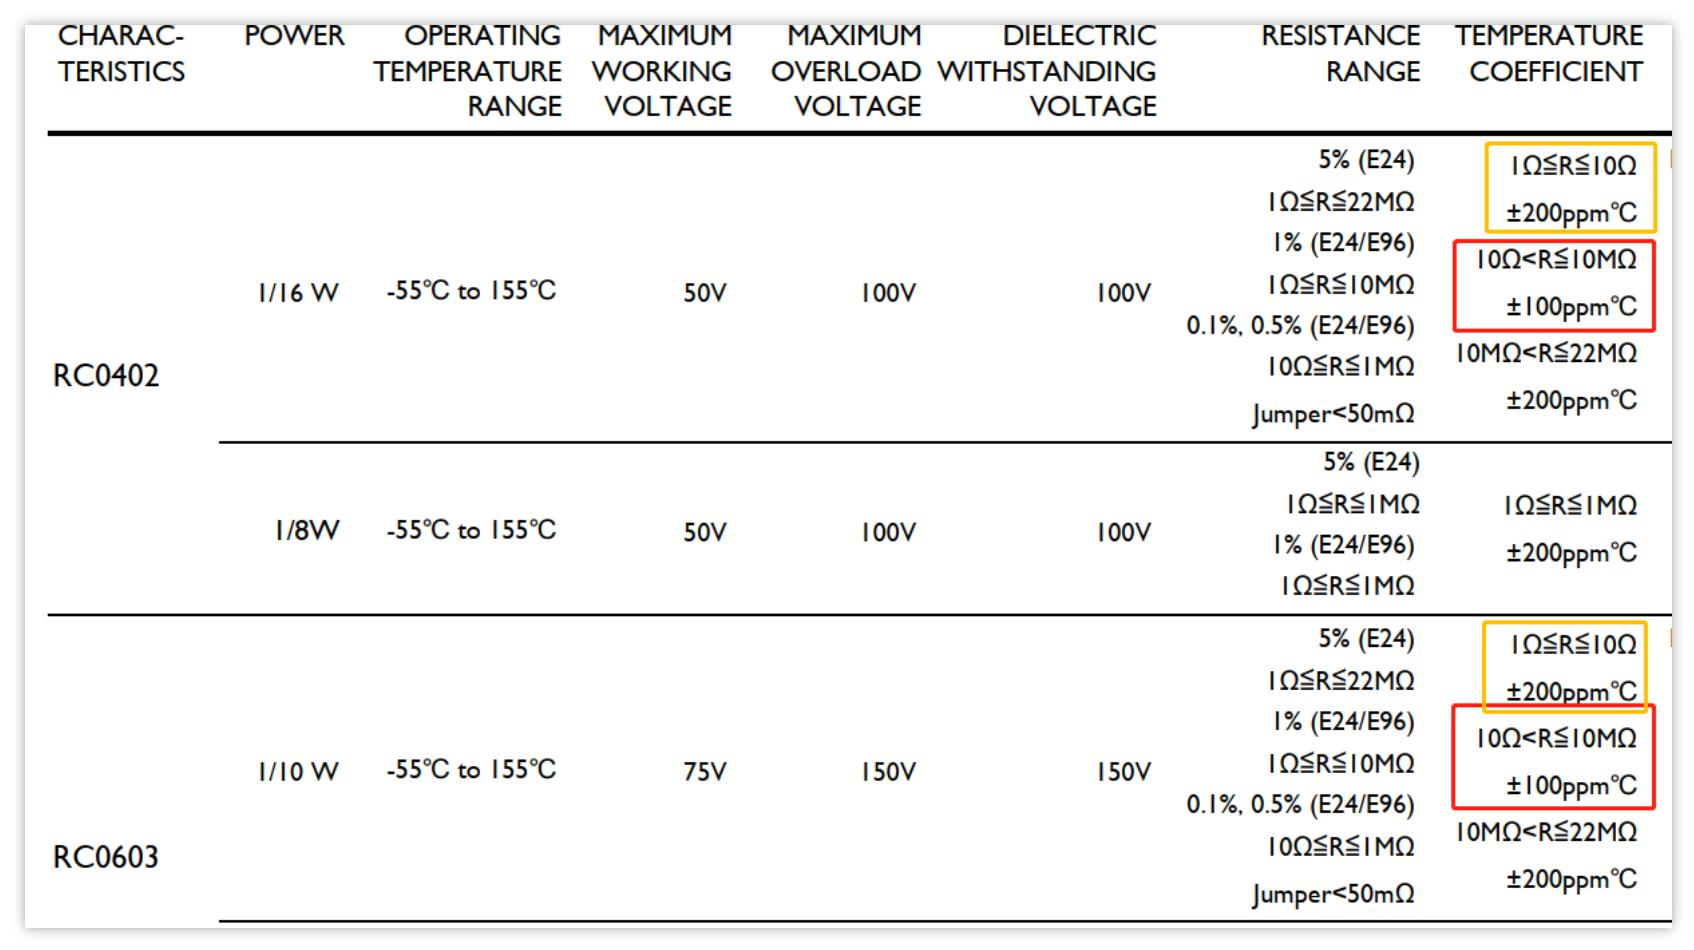 CHARAC-
TERISTICS
POWER
OPERATING
TEMPERATURE
RANGE
MAXIMUM
WORKING
VOLTAGE
MAXIMUM
OVERLOAD
VOLTAGE
DIELECTRIC
WITHSTANDING
VOLTAGE
RESISTANCE
RANGE
TEMPERATURE
COEFFICIENT
RC0402
1/16 W
-55℃ to 155℃
50V
100V
100V
5% (E24)
1Ω≦R≦22MΩ
1% (E24/E96)
1Ω≦R≦10MΩ
0.1%, 0.5% (E24/E96)
10Ω≦R≦1MΩ
Jumper<50mΩ
1Ω≦R≦10Ω
±200ppm℃
10Ω<R≦10MΩ
±100ppm℃
10MΩ<R≦22MΩ
±200ppm℃
1/8W
-55℃ to 155℃
50V
100V
100V
5% (E24)
1Ω≦R≦1MΩ
1% (E24/E96)
1Ω≦R≦1MΩ
1Ω≦R≦1MΩ
±200ppm℃
RC0603
1/10 W
-55℃ to 155℃
75V
150V
150V
5% (E24)
1Ω≦R≦22MΩ
1% (E24/E96)
1Ω≦R≦10MΩ
0.1%, 0.5% (E24/E96)
10Ω≦R≦1MΩ
Jumper<50mΩ
1Ω≦R≦10Ω
±200ppm℃
10Ω<R≦10MΩ
±100ppm℃
10MΩ<R≦22MΩ
±200ppm℃